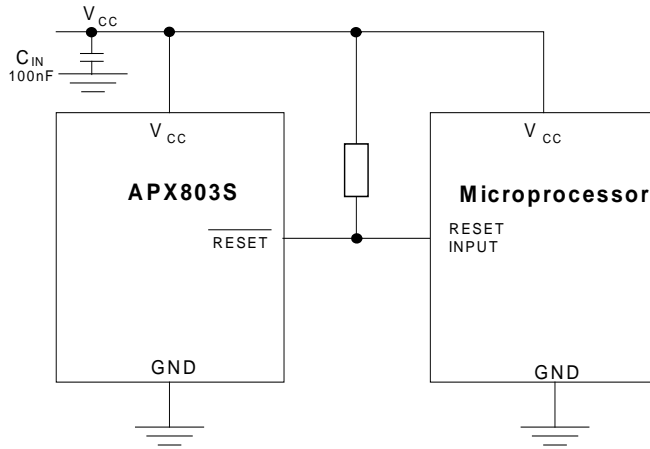 VCC
CIN
100nF
VCC
APX803S
RESET
GND
VCC
Microprocessor
RESET
INPUT
GND